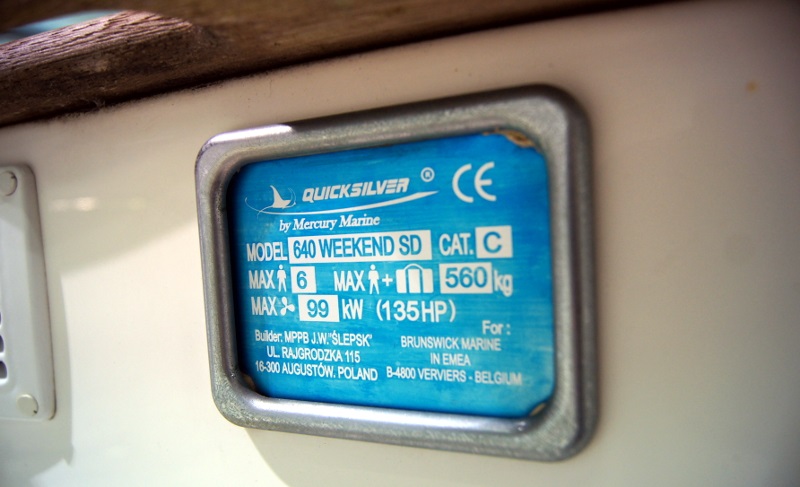 QUICKSILVER ® CE
by Mercury Marine
MODEL 640 WEEKEND SD CAT. C
MAX 6 MAX + 560 kg
MAX 99 kW (135HP)
Builder: MPPB J.W."ŚLEPSK"
UL. RAJGRODZKA 115
16-300 AUGUSTÓW. POLAND
For :
BRUNSWICK MARINE
IN EMEA
B-4800 VERVIERS - BELGIUM